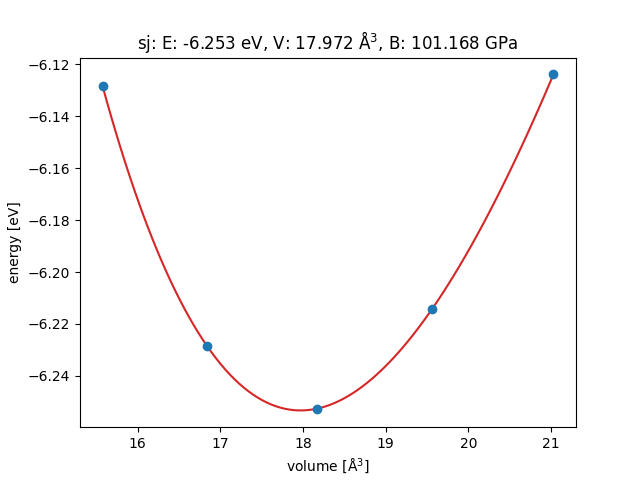 sj: E: -6.253 eV, V: 17.972 Å³, B: 101.168 GPa
−6.12
−6.14
−6.16
−6.18
−6.20
−6.22
−6.24
energy [eV]
16 17 18 19 20 21
volume [Å³]